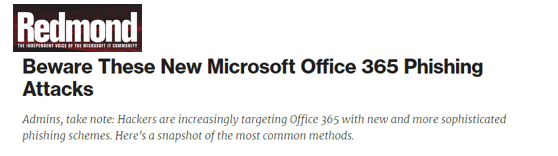 Redmond
THE INDEPENDENT VOICE OF THE MICROSOFT IT COMMUNITY
Beware These New Microsoft Office 365 Phishing
Attacks
Admins, take note: Hackers are increasingly targeting Office 365 with new and more sophisticated
phishing schemes. Here's a snapshot of the most common methods.